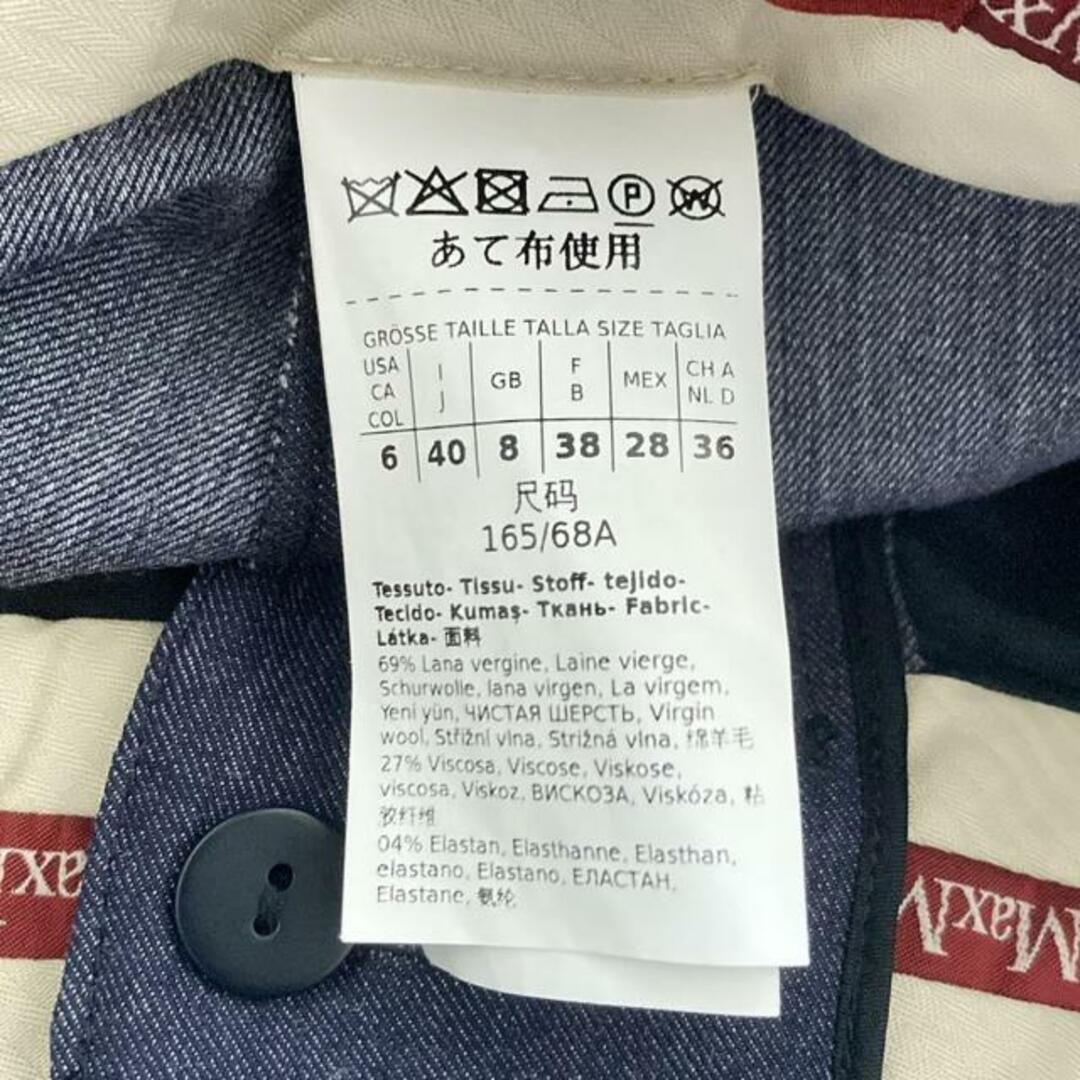 P
W
あて布使用
GRÖSSE TAILLE TALLA SIZE TAGLIA
USA CA COL
I J
GB
F B
MEX
CH A NL D
6 40 8 38 28 36
尺码
165/68A
Tessuto- Tissu- Stoff- tejido-
Tecido- Kumaş- Ткань- Fabric-
Látka- 面料
69% Lana vergine, Laine vierge,
Schurwolle, lana virgen, La virgem,
Yeni yün, ЧИСТАЯ ШЕРСТЬ, Virgin
wool, Střižní vlna, Strižná vlna, 绵羊毛
27% Viscosa, Viscose, Viskose,
viscosa, Viskoz, ВИСКОЗА, Viskóza, 粘
胶纤维
04% Elastan, Elasthanne, Elasthan,
elastano, Elastano, ЕЛАСТАН,
Elastane, 氨纶
MaxM